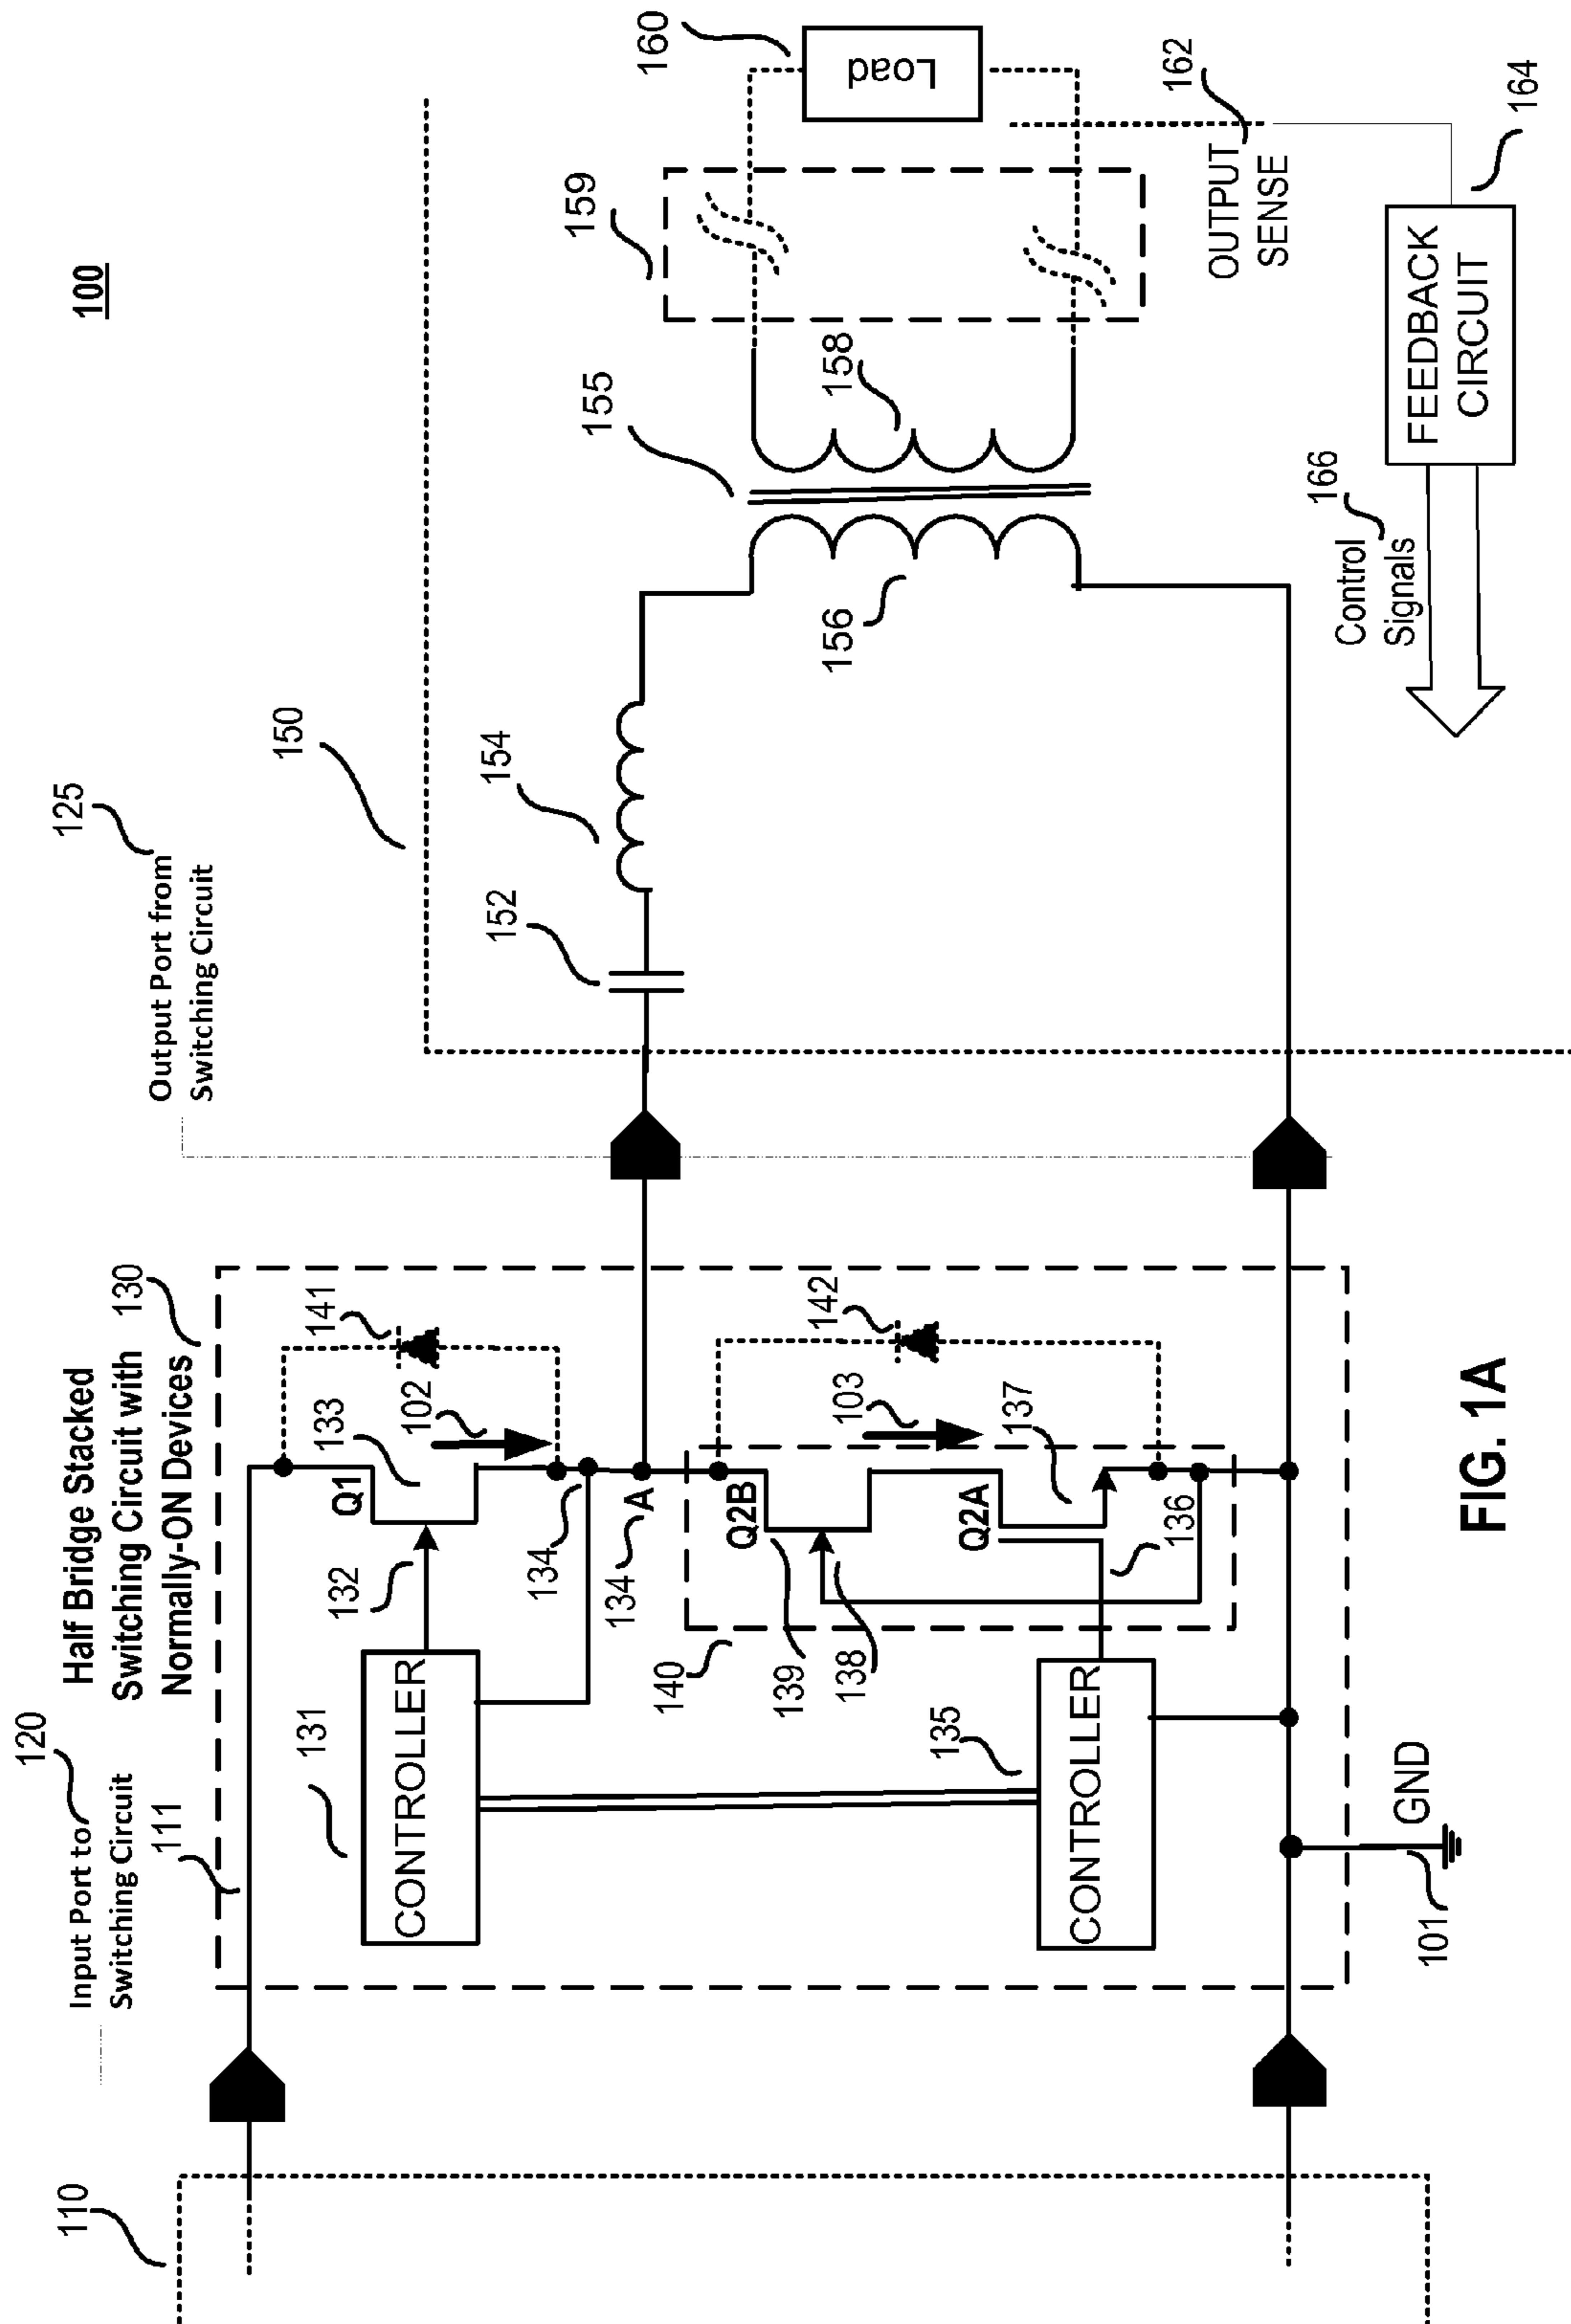 100
110
120
Input Port to
Switching Circuit
111
Half Bridge Stacked
Switching Circuit with
Normally-ON Devices
130
125
Output Port from
Switching Circuit
150
131
CONTROLLER
132
Q1
133
102
141
134
134
A
140
Q2B
139
138
103
142
Q2A
137
136
135
CONTROLLER
101
GND
152
154
155
156
158
159
160
Load
162
OUTPUT
SENSE
164
FEEDBACK
CIRCUIT
166
Control
Signals
FIG. 1A